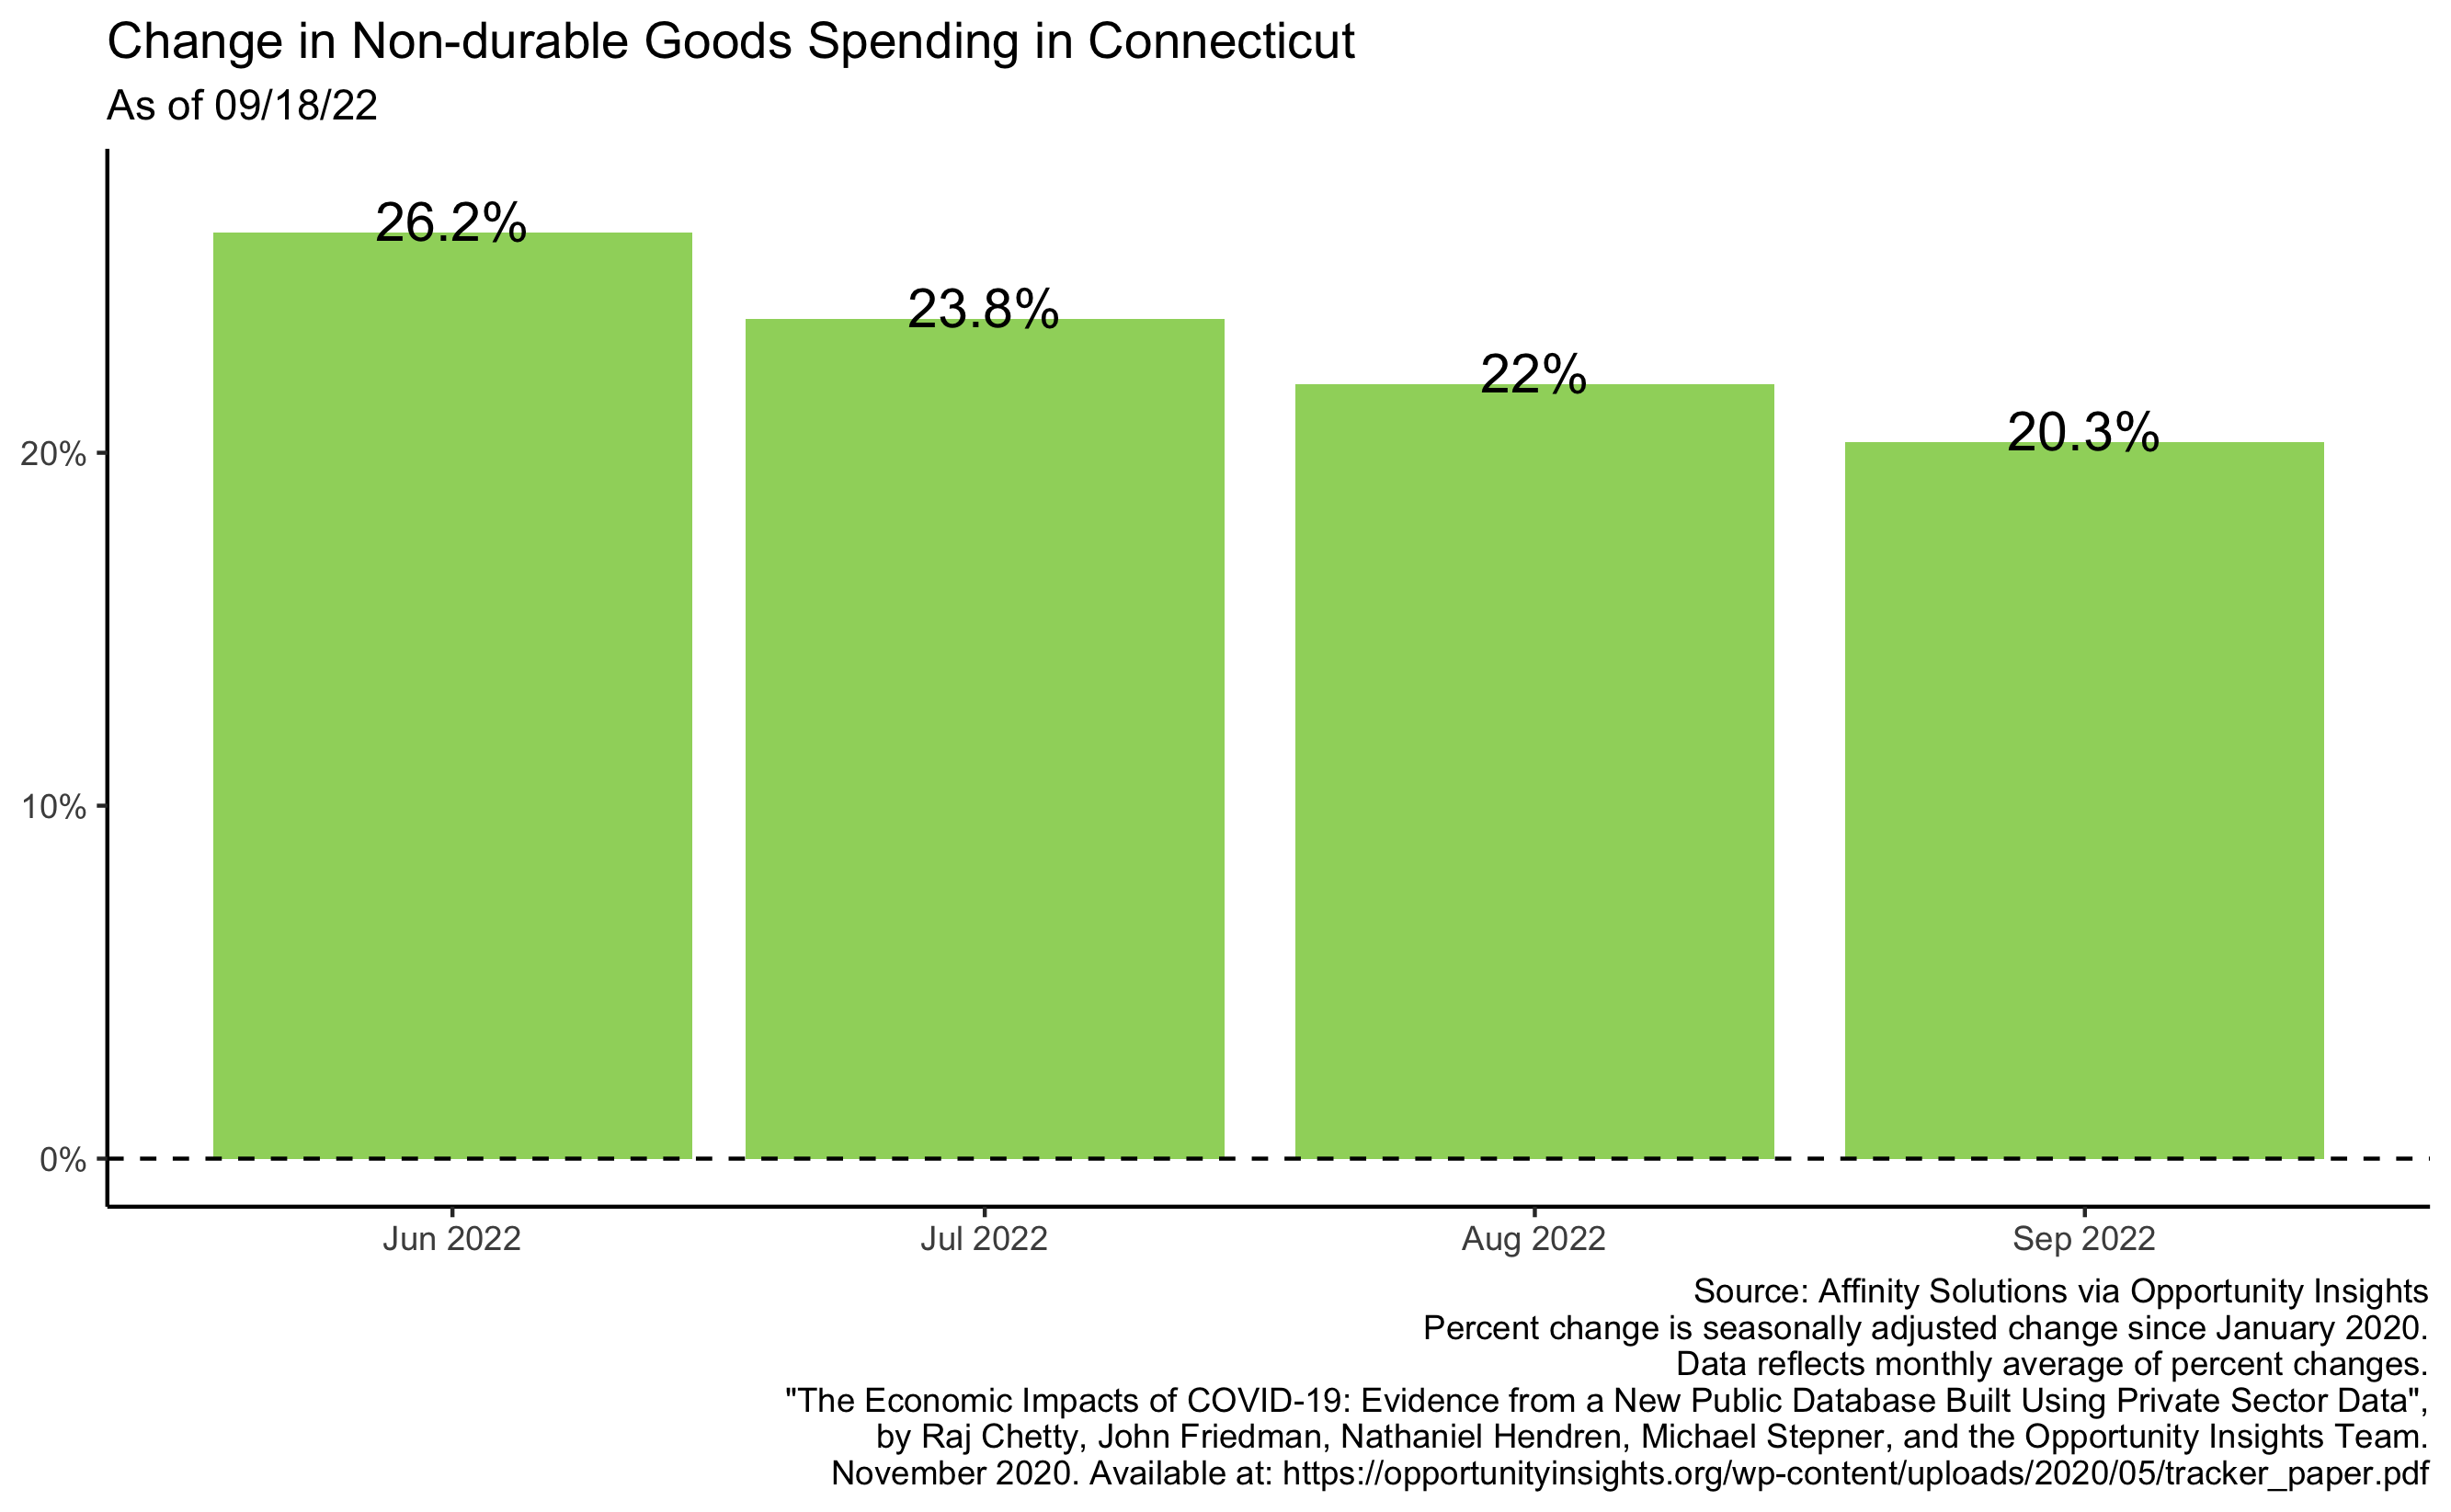 Change in Non-durable Goods Spending in Connecticut
As of 09/18/22
26.2%
23.8%
22%
20.3%
20%
10%
0%
Jun 2022
Jul 2022
Aug 2022
Sep 2022
Source: Affinity Solutions via Opportunity Insights
Percent change is seasonally adjusted change since January 2020.
Data reflects monthly average of percent changes.
"The Economic Impacts of COVID-19: Evidence from a New Public Database Built Using Private Sector Data",
by Raj Chetty, John Friedman, Nathaniel Hendren, Michael Stepner, and the Opportunity Insights Team.
November 2020. Available at: https://opportunityinsights.org/wp-content/uploads/2020/05/tracker_paper.pdf